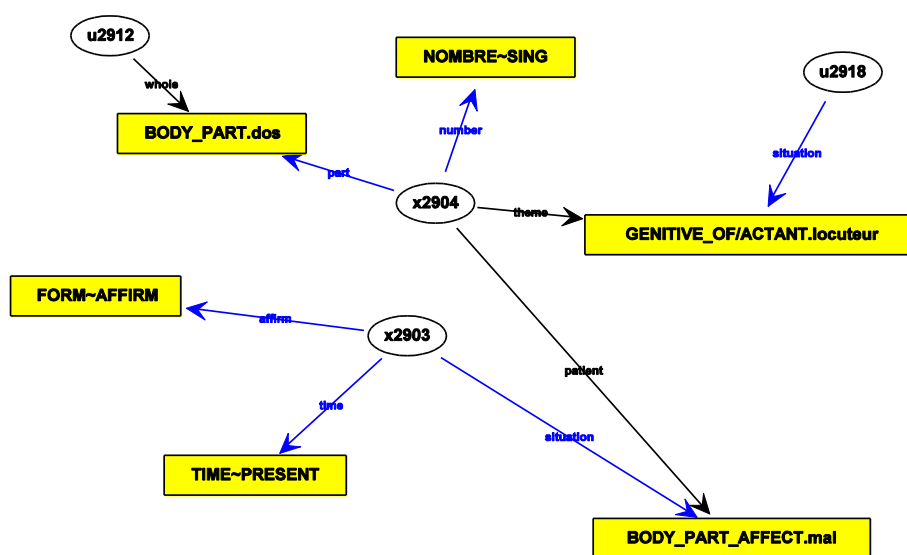 u2912
NOMBRE~SING
u2918
whole
BODY_PART.dos
number
situation
part
x2904
theme
GENITIVE_OF/ACTANT.locuteur
FORM~AFFIRM
affirm
x2903
patient
time
situation
TIME~PRESENT
BODY_PART_AFFECT.mal